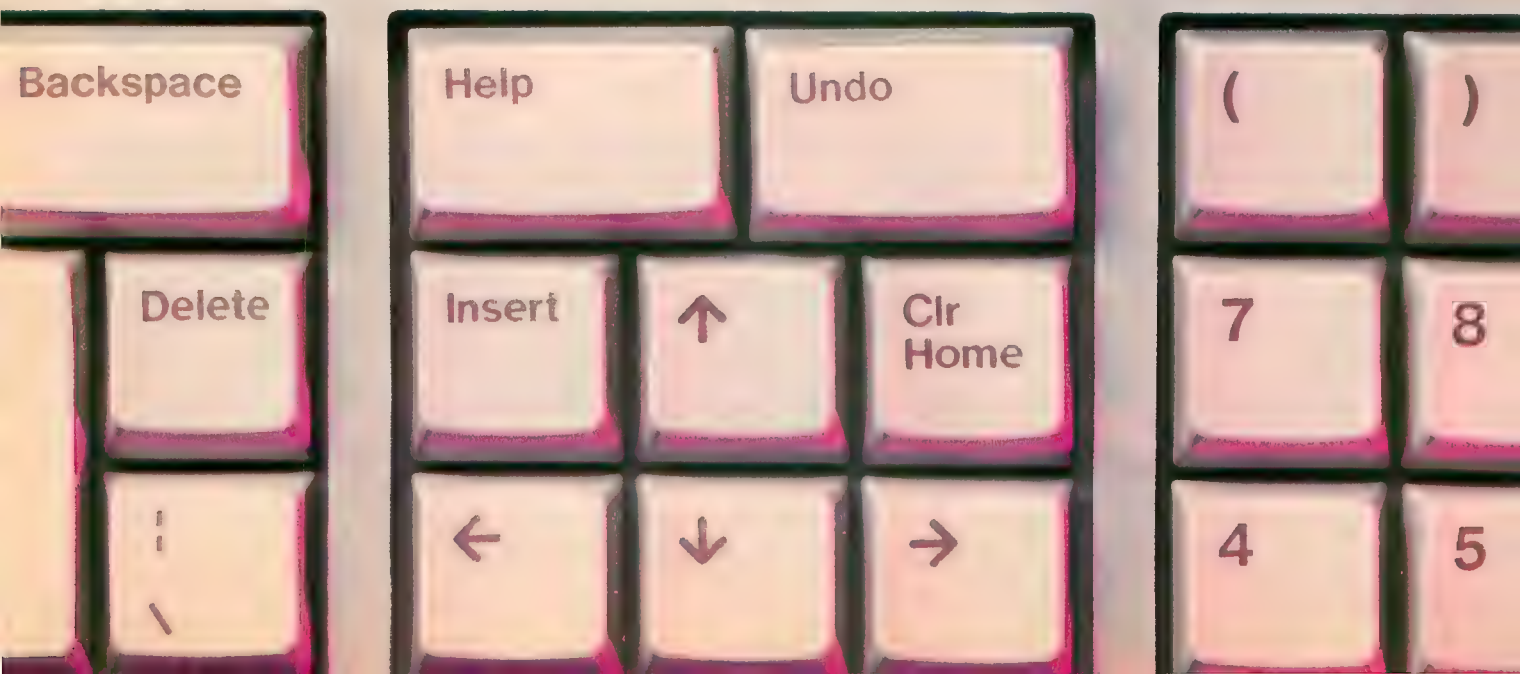 Backspace
Help
Undo
(
)
Delete
Insert
↑
Clr
Home
7
8
¦
\
←
↓
→
4
5